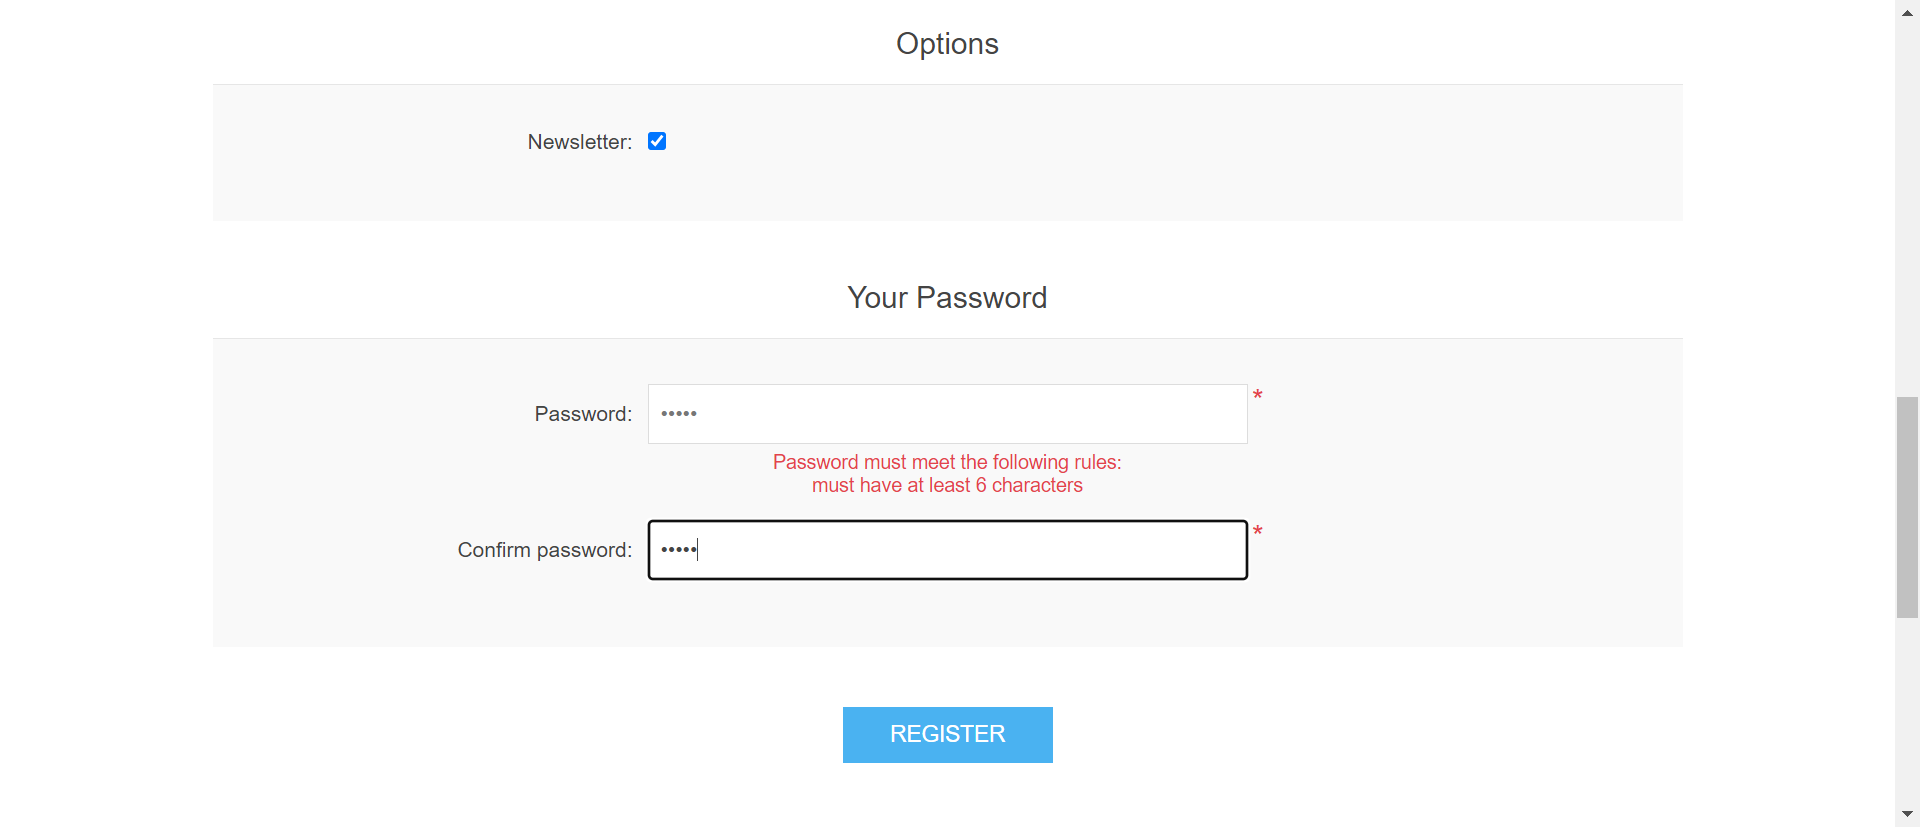 Options
Newsletter:
Your Password
Password: ••••• *
Password must meet the following rules:
must have at least 6 characters
Confirm password: ••••• *
REGISTER